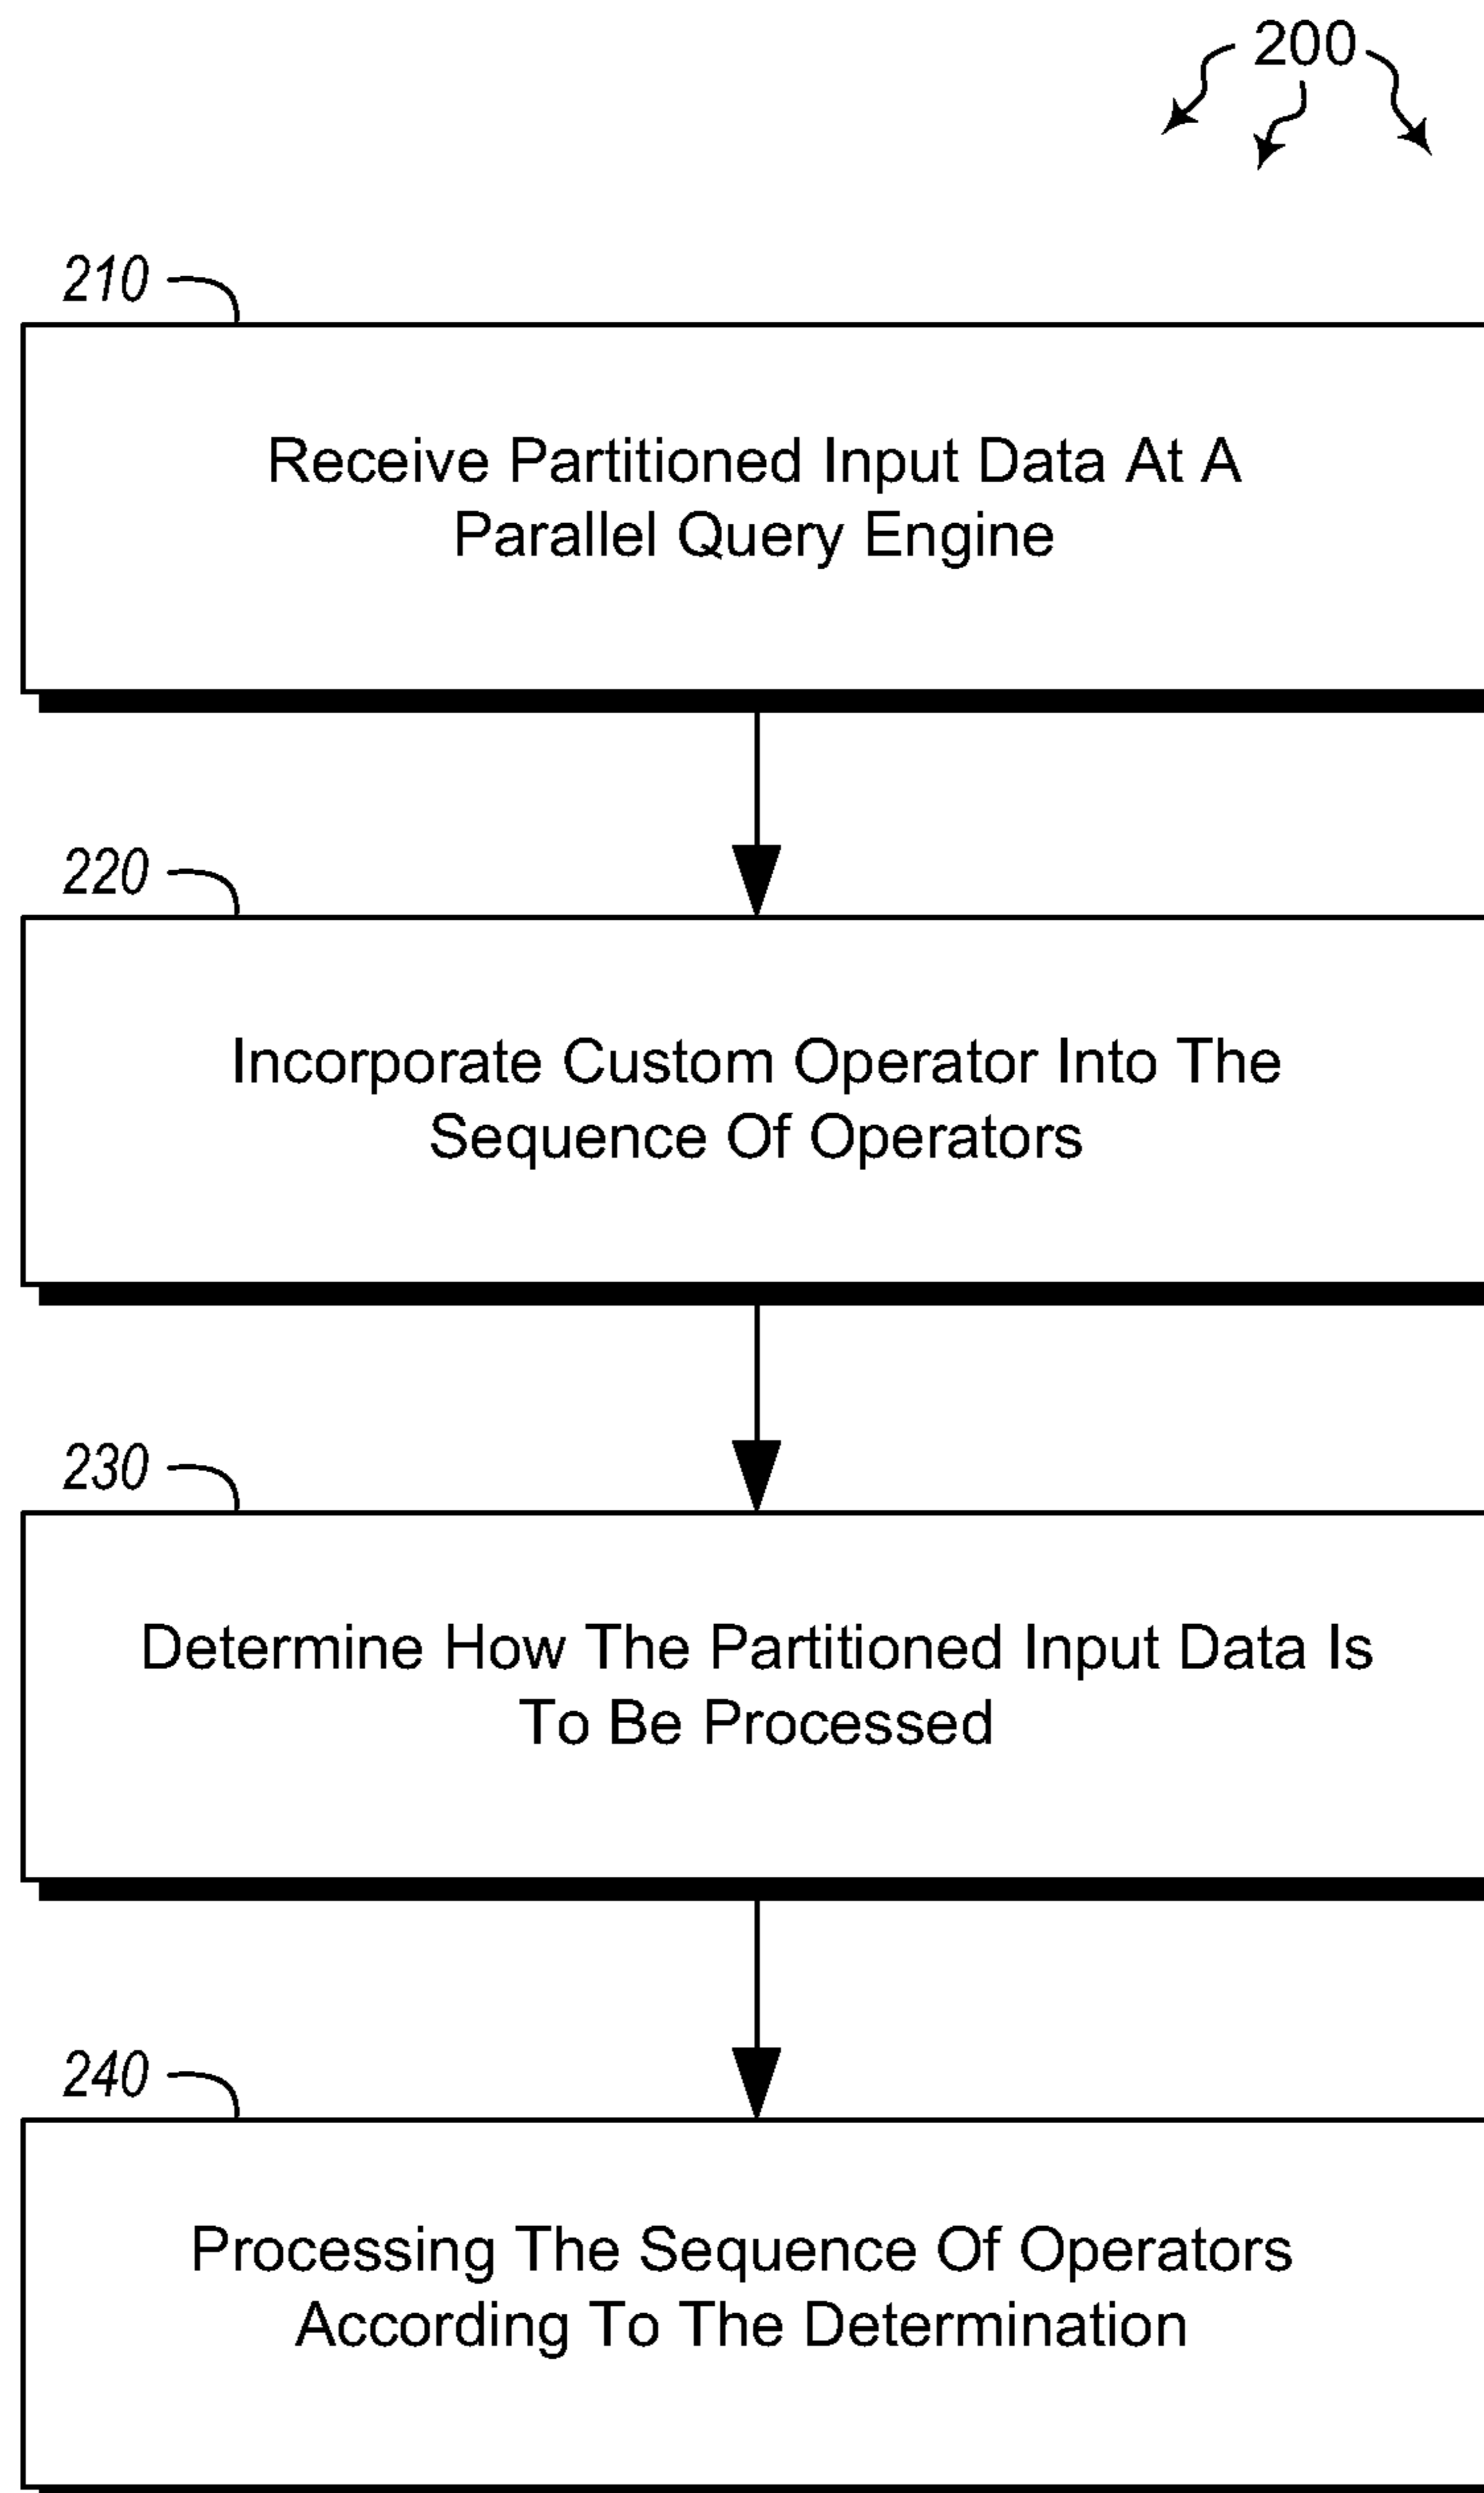 200
210
Receive Partitioned Input Data At A
Parallel Query Engine
220
Incorporate Custom Operator Into The
Sequence Of Operators
230
Determine How The Partitioned Input Data Is
To Be Processed
240
Processing The Sequence Of Operators
According To The Determination